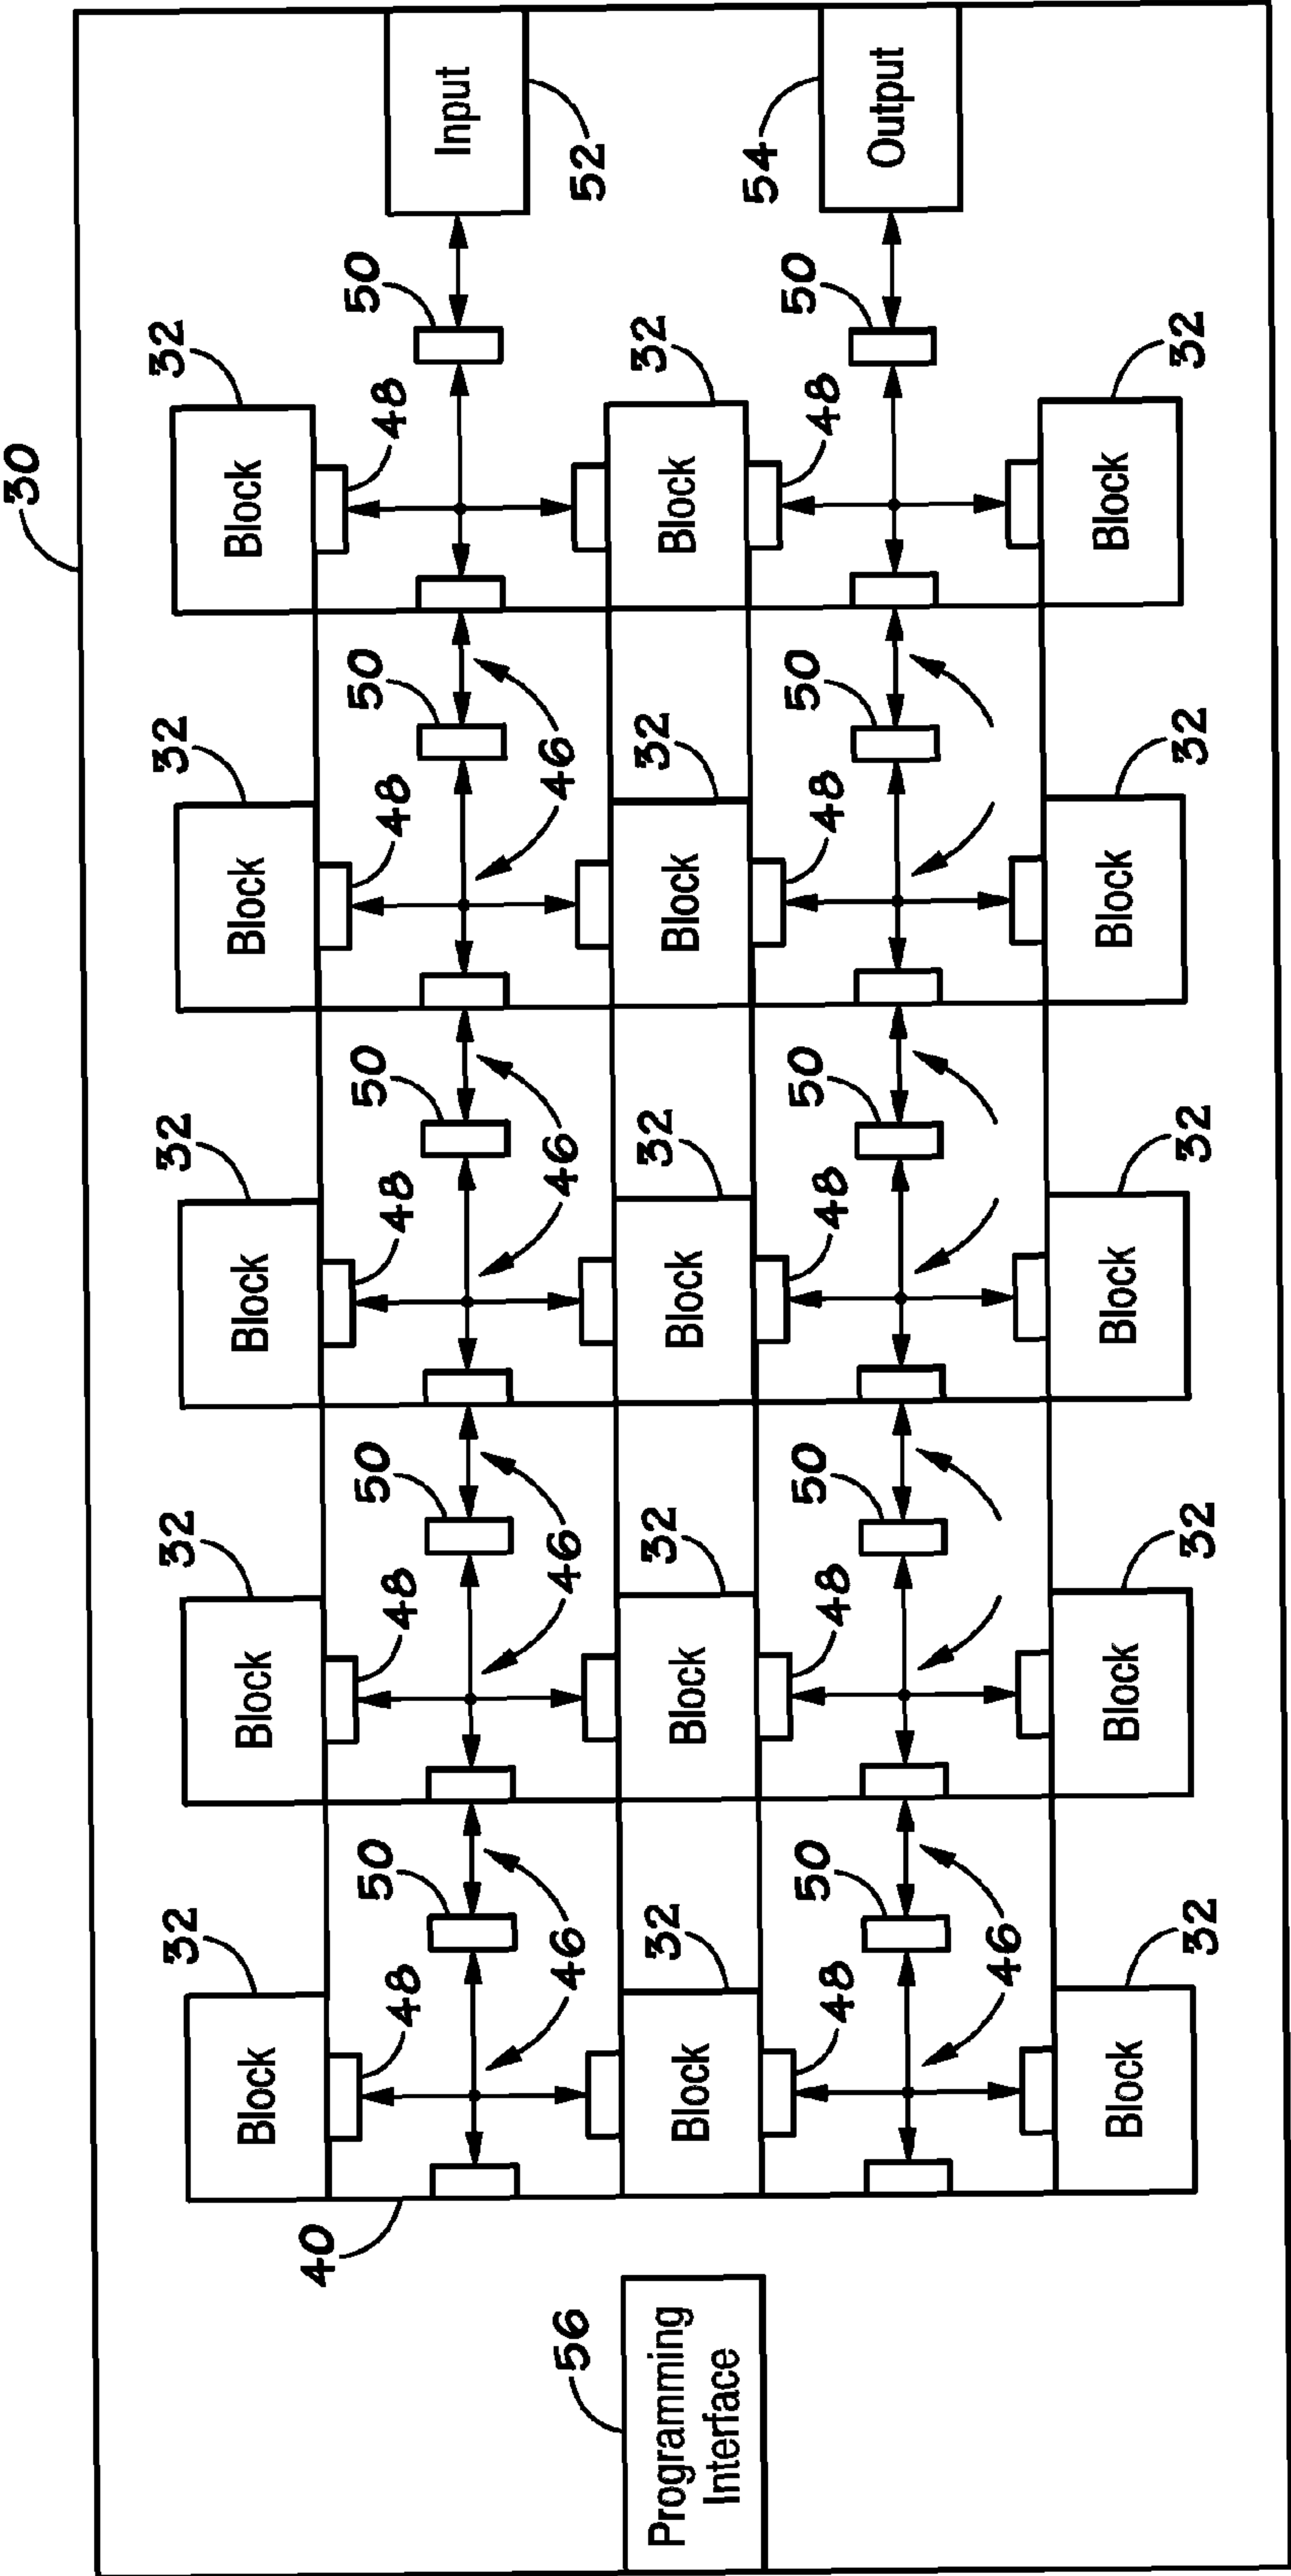 30
32 32 32 32 32
Block Block Block Block Block
40
50 50 50 50 50
48 48 48 48 48
Input
46 46 46 46
52
56
32 32 32 32 32
Programming
Interface
Block Block Block Block Block
54
50 50 50 50 50
48 48 48 48 48
Output
46
Block Block Block Block Block
32 32 32 32 32